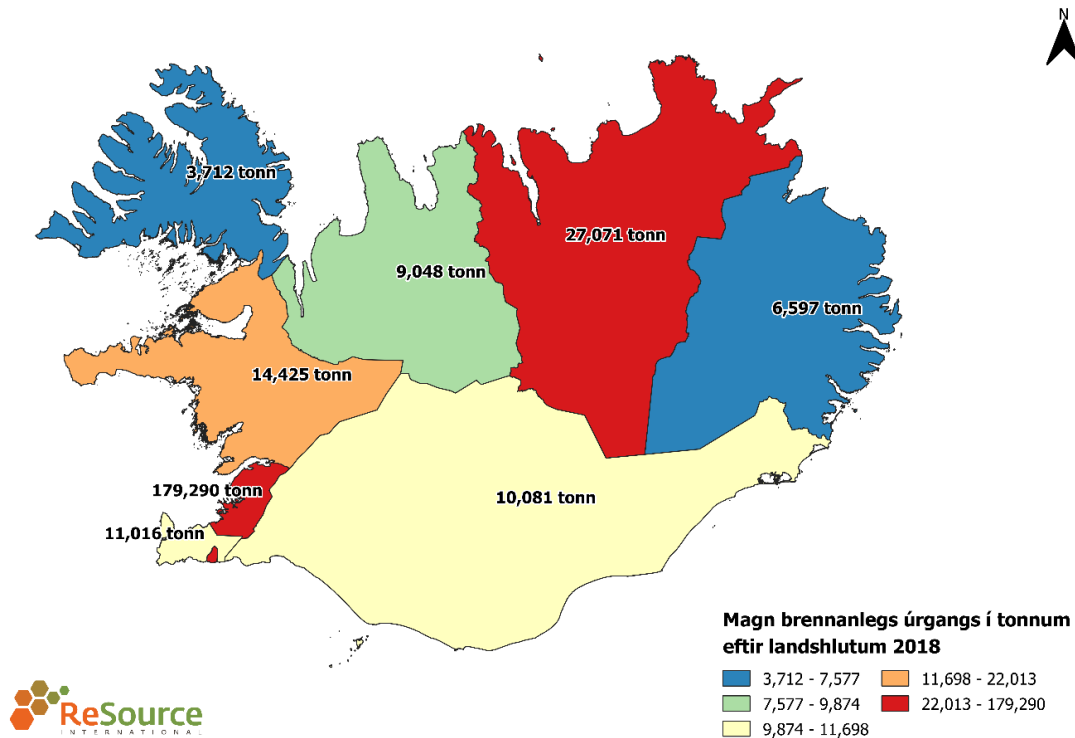 N
3,712 tonn
27,071 tonn
9,048 tonn
6,597 tonn
14,425 tonn
179,290 tonn
10,081 tonn
11,016 tonn
Magn brennanlegs úrgangs í tonnum
eftir landshlutum 2018
3,712 - 7,577
7,577 - 9,874
9,874 - 11,698
11,698 - 22,013
22,013 - 179,290
ReSource
INTERNATIONAL